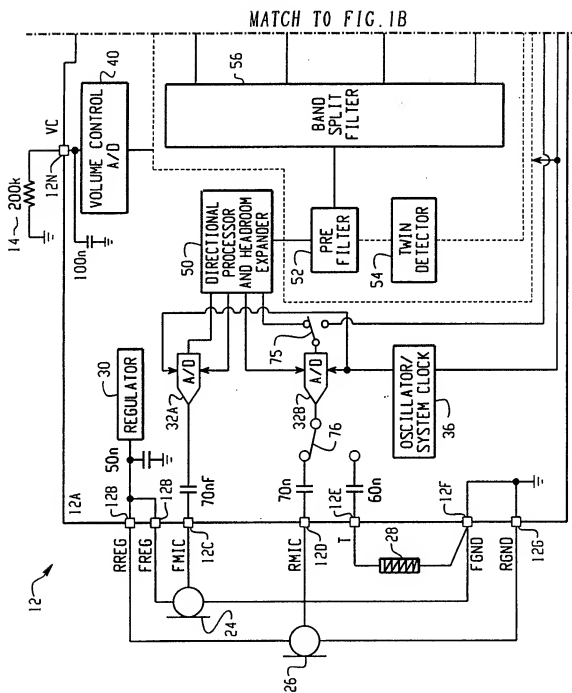 MATCH TO FIG.1B
14
200k
12N
VC
100n
40
VOLUME CONTROL
A/D
56
BAND
SPLIT
FILTER
50
DIRECTIONAL
PROCESSOR
AND HEADROOM
EXPANDER
52
PRE
FILTER
54
TWIN
DETECTOR
30
REGULATOR
50n
32A
A/D
75
32B
A/D
76
36
OSCILLATOR/
SYSTEM CLOCK
12
12A
12B
RREG
12B
FREG
FMIC
12C
70nF
RMIC
12D
70n
12E
T
60n
28
12F
FGND
RGND
12G
24
26